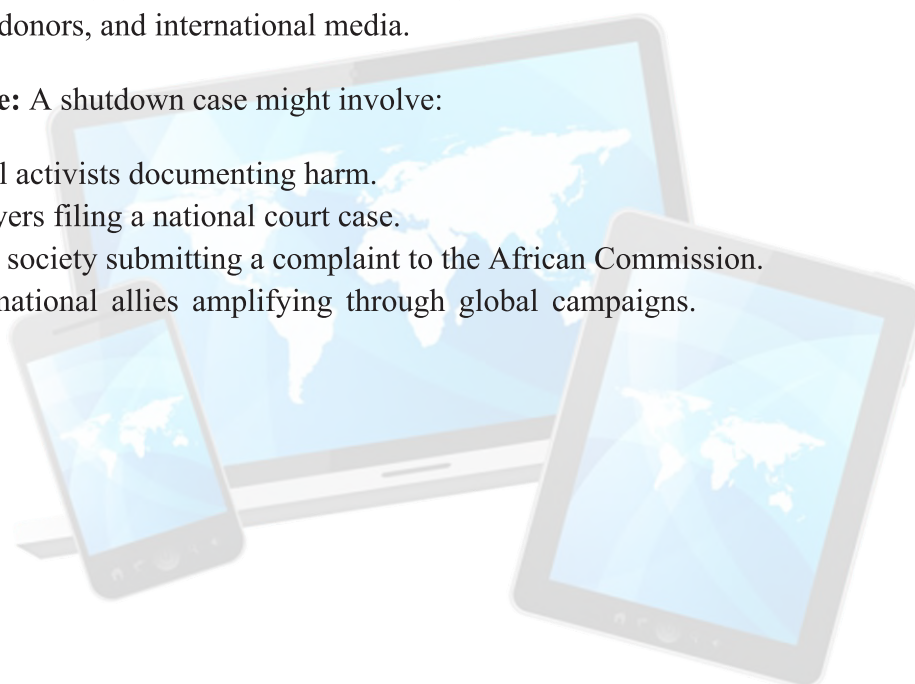 donors, and international media.
e: A shutdown case might involve:
l activists documenting harm.
yers filing a national court case.
society submitting a complaint to the African Commission.
national allies amplifying through global campaigns.